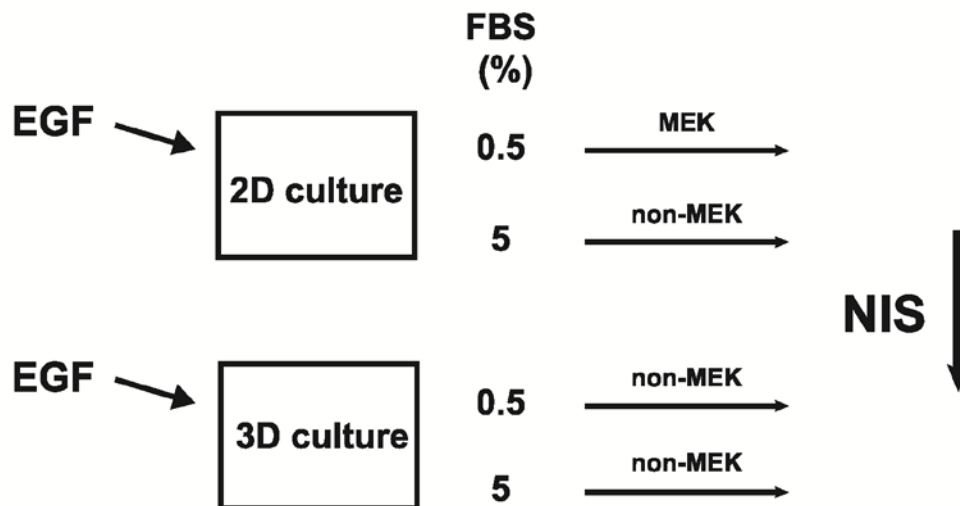 FBS
(%)
EGF
2D culture
0.5
MEK
5
non-MEK
NIS
EGF
3D culture
0.5
non-MEK
5
non-MEK